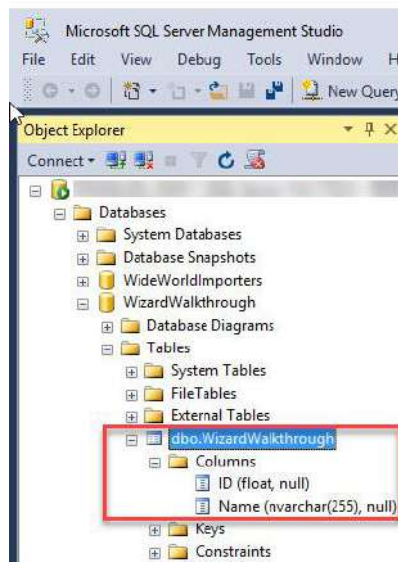 Microsoft SQL Server Management Studio
File Edit View Debug Tools Window H
New Query
Object Explorer
Connect
Databases
System Databases
Database Snapshots
WideWorldImporters
WizardWalkthrough
Database Diagrams
Tables
System Tables
FileTables
External Tables
dbo.WizardWalkthrough
Columns
ID (float, null)
Name (nvarchar(255), null)
Keys
Constraints